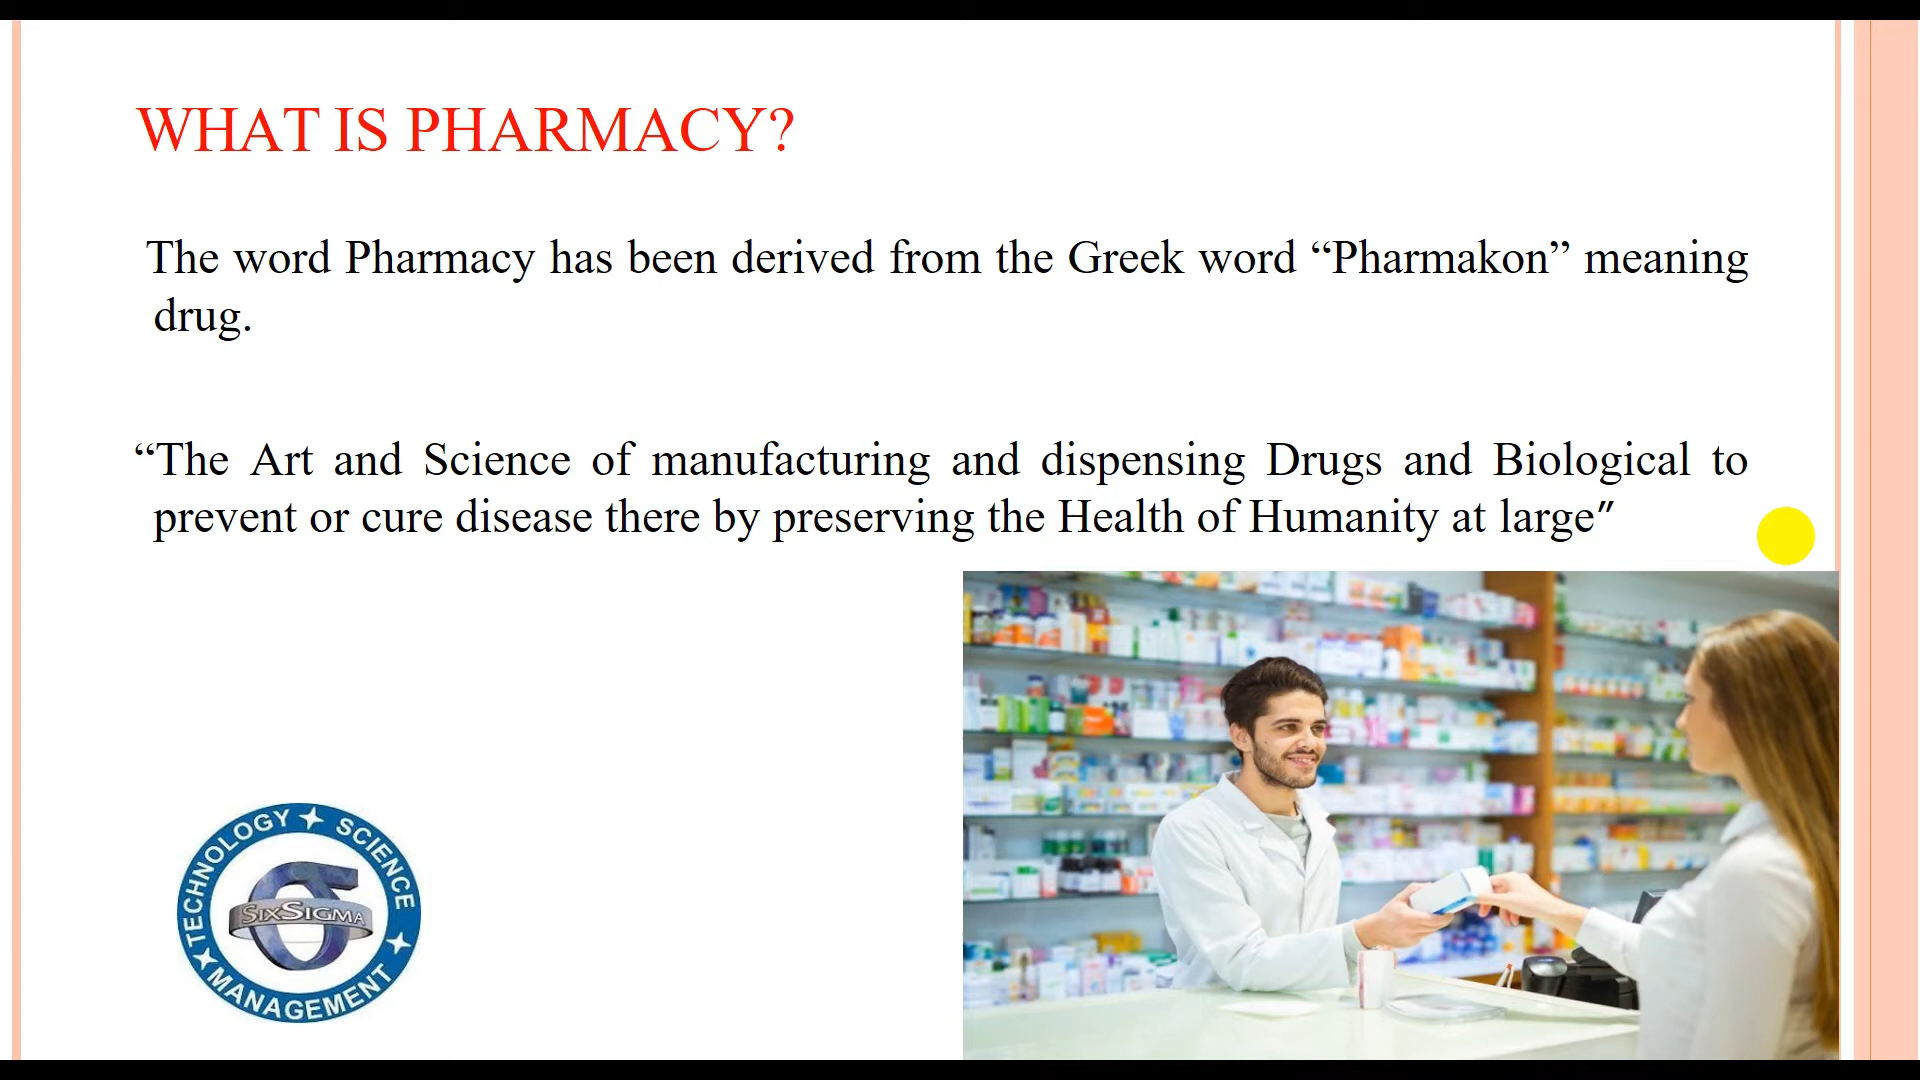 WHAT IS PHARMACY?
The word Pharmacy has been derived from the Greek word “Pharmakon” meaning
drug.
“The Art and Science of manufacturing and dispensing Drugs and Biological to
prevent or cure disease there by preserving the Health of Humanity at large”
TECHNOLOGY SCIENCE
SIXSIGMA
MANAGEMENT